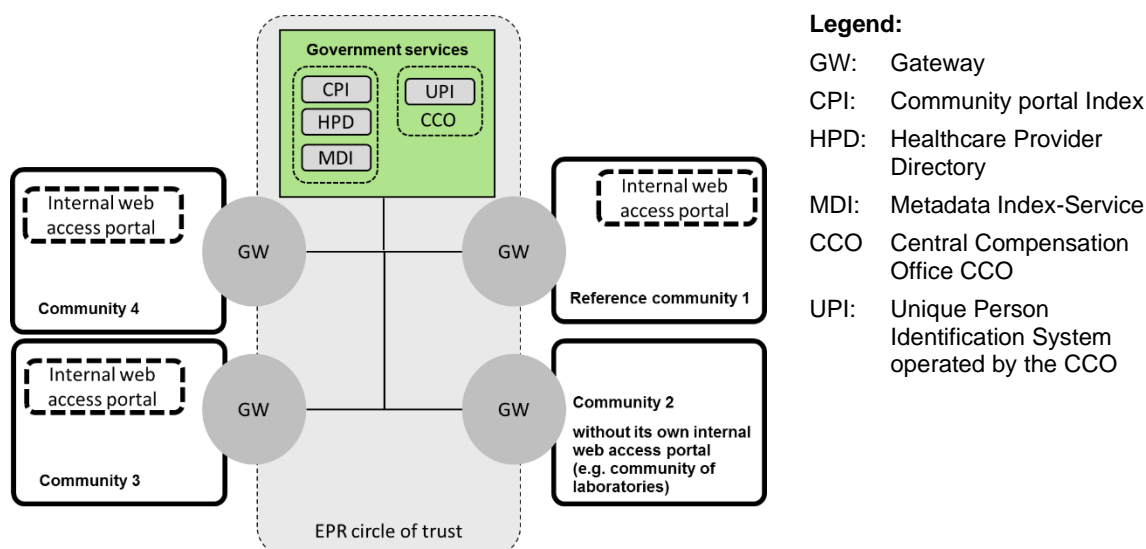 Government services
CPI
HPD
MDI
UPI
CCO
Internal web
access portal
GW
Community 4
GW
Internal web
access portal
Reference community 1
Internal web
access portal
GW
Community 3
GW
Community 2
without its own internal
web access portal
(e.g. community of
laboratories)
EPR circle of trust
Legend:
GW: Gateway
CPI: Community portal Index
HPD: Healthcare Provider
Directory
MDI: Metadata Index-Service
CCO Central Compensation
Office CCO
UPI: Unique Person
Identification System
operated by the CCO